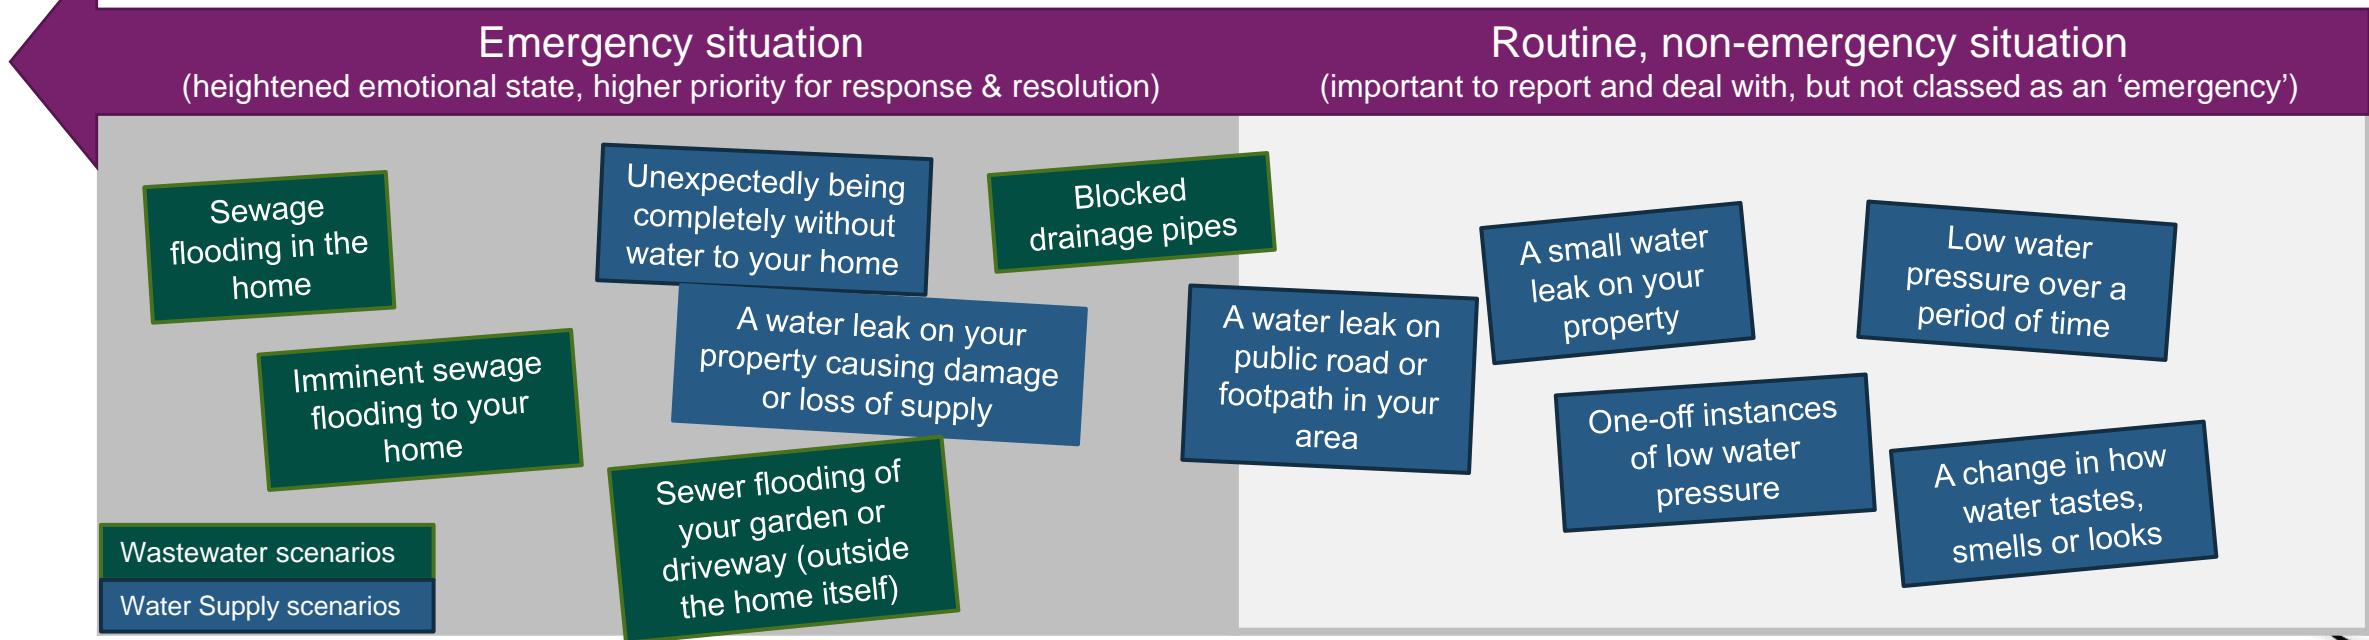 Emergency situation
(heightened emotional state, higher priority for response & resolution)
Routine, non-emergency situation
(important to report and deal with, but not classed as an ‘emergency’)
Sewage
flooding in the
home
Unexpectedly being
completely without
water to your home
Blocked
drainage pipes
A small water
leak on your
property
Low water
pressure over a
period of time
Imminent sewage
flooding to your
home
A water leak on your
property causing damage
or loss of supply
A water leak on
public road or
footpath in your
area
One-off instances
of low water
pressure
A change in how
water tastes,
smells or looks
Sewer flooding of
your garden or
driveway (outside
the home itself)
Wastewater scenarios
Water Supply scenarios